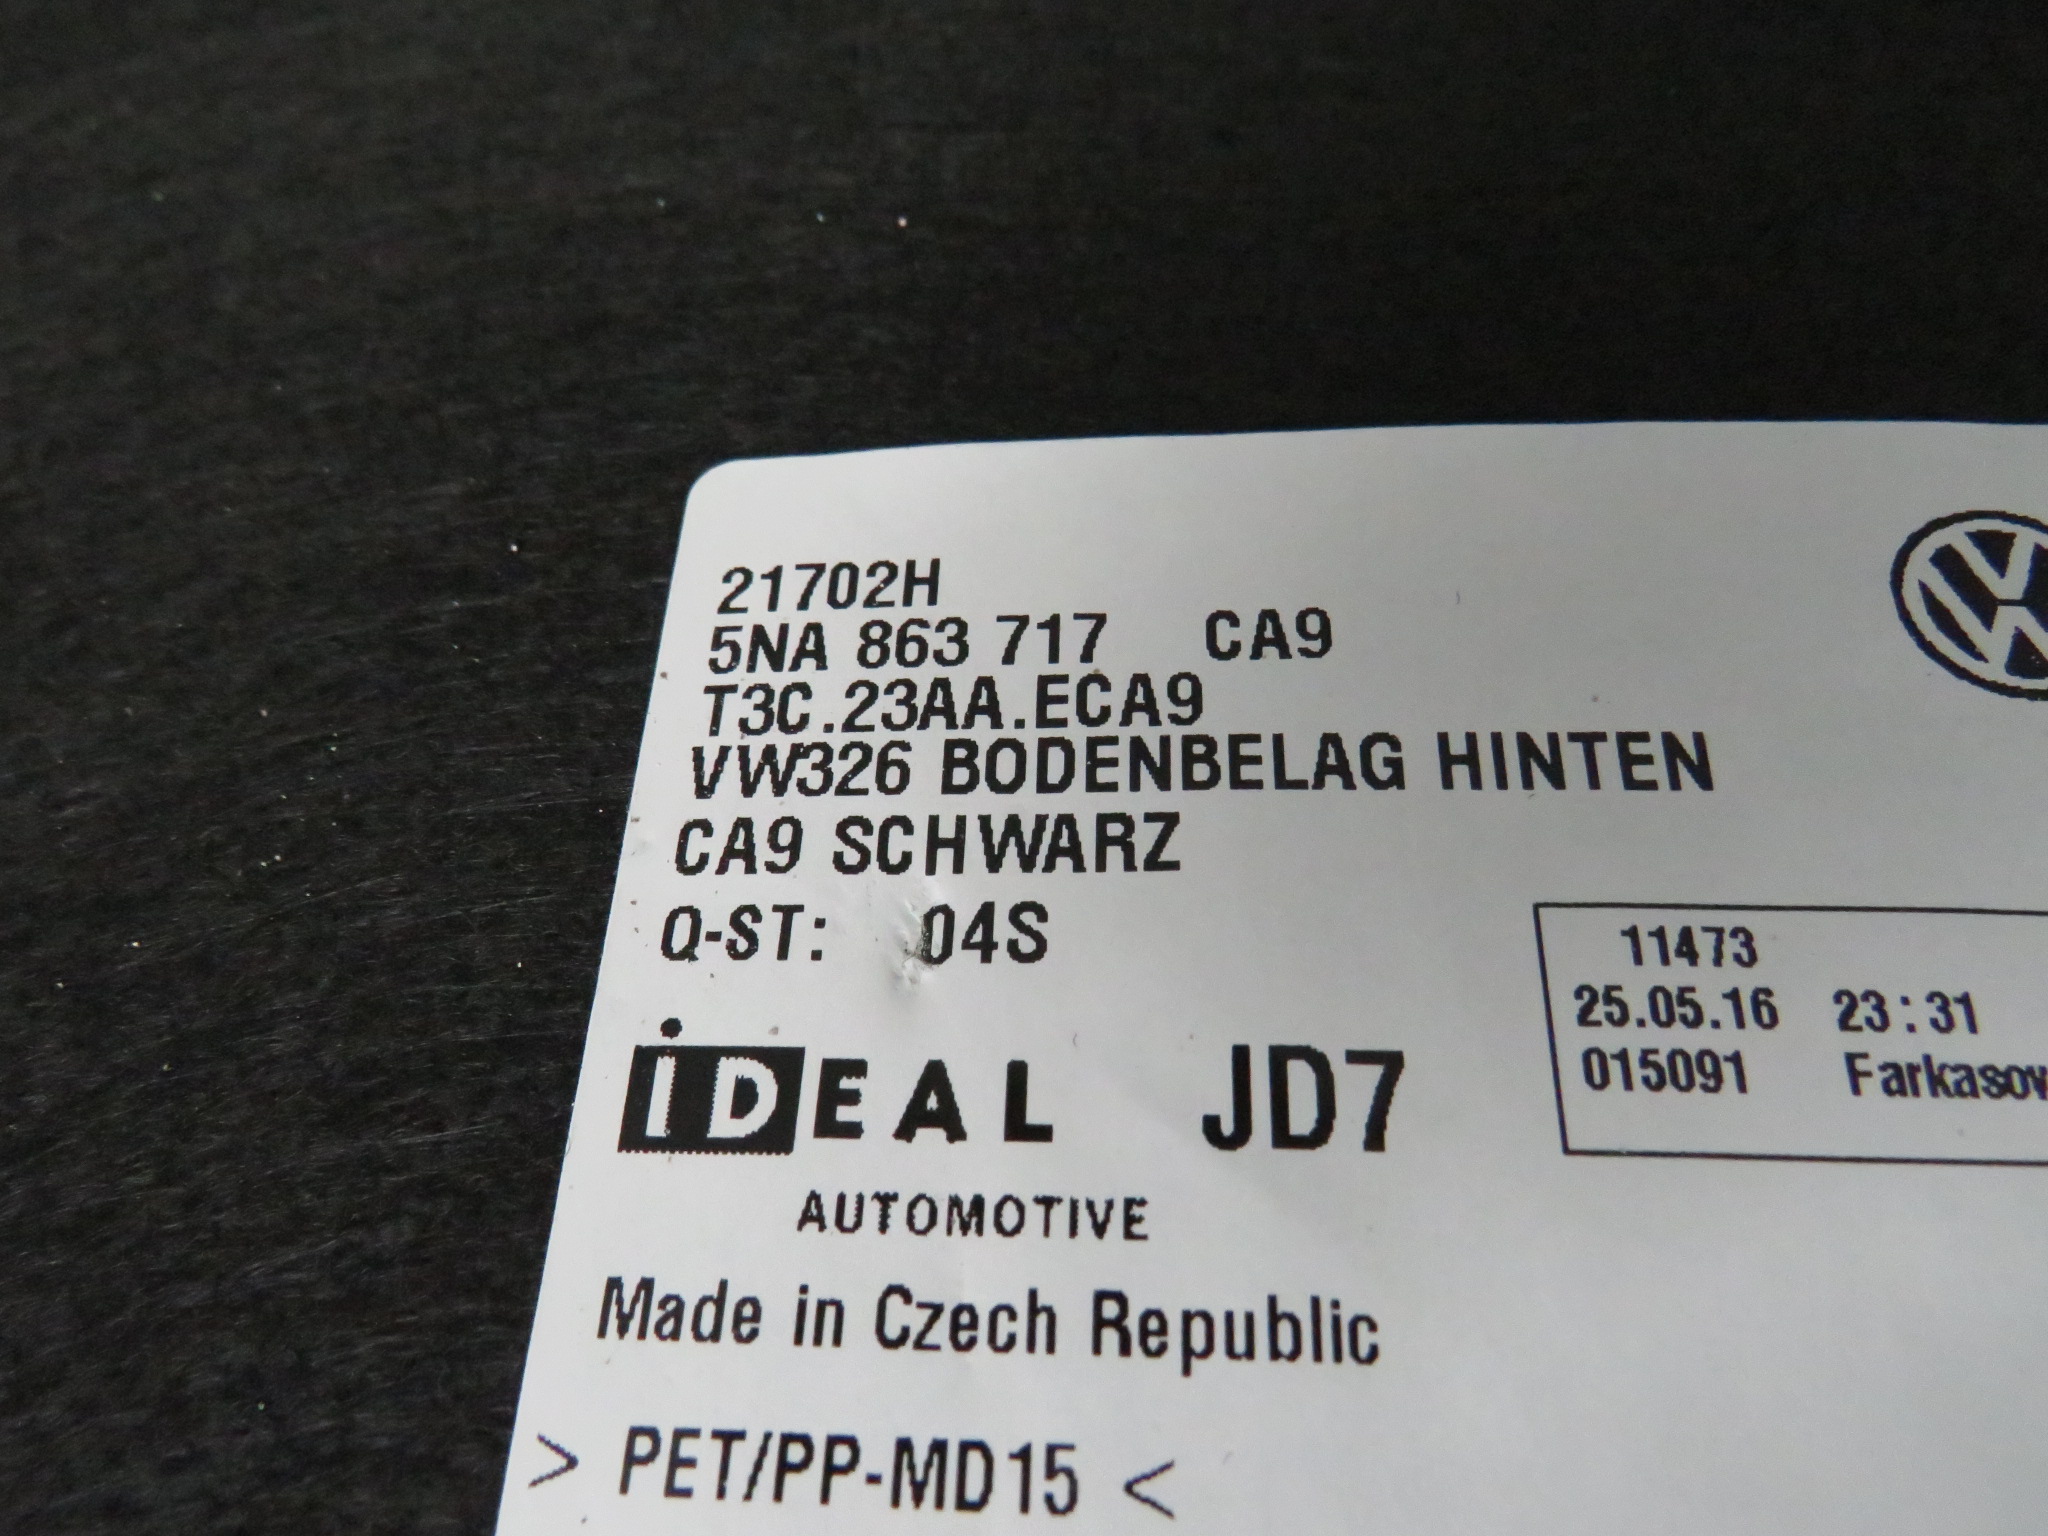 21702H
5NA 863 717 CA9
T3C.23AA.ECA9
VW326 BODENBELAG HINTEN
CA9 SCHWARZ
Q-ST: 04S
11473
25.05.16 23:31
015091 Farkasov
iDEAL JD7
AUTOMOTIVE
Made in Czech Republic
> PET/PP-MD15 <